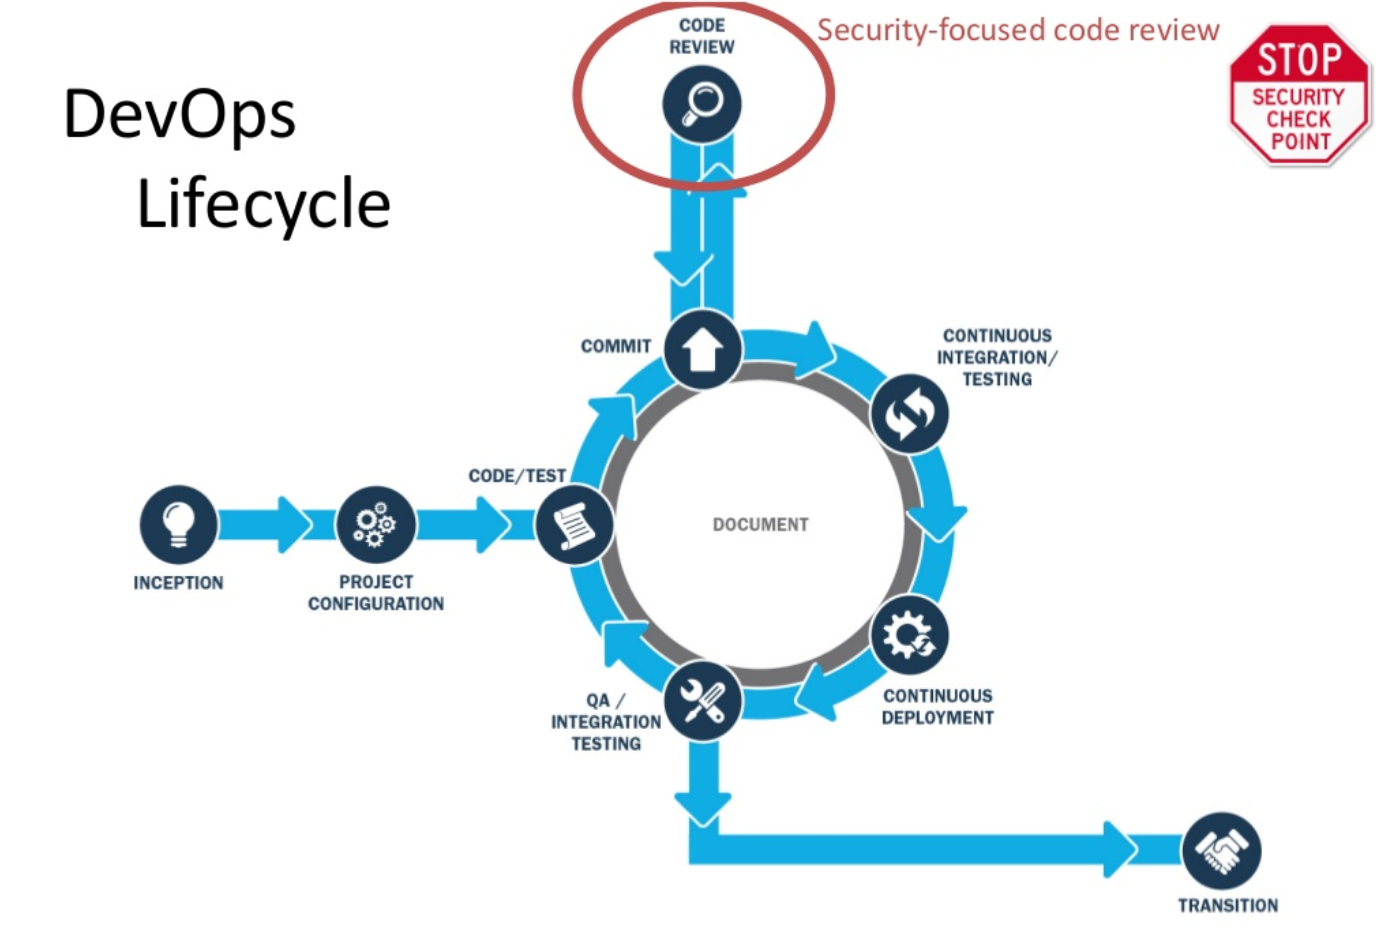 DevOps
Lifecycle
CODE
REVIEW
Security-focused code review
STOP
SECURITY
CHECK
POINT
COMMIT
CONTINUOUS
INTEGRATION/
TESTING
CODE/TEST
DOCUMENT
INCEPTION
PROJECT
CONFIGURATION
QA /
INTEGRATION
TESTING
CONTINUOUS
DEPLOYMENT
TRANSITION